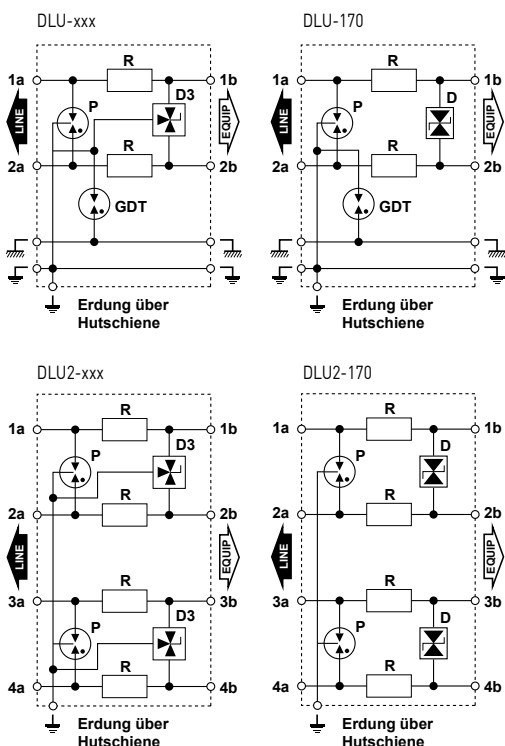 DLU-xxx
DLU-170
R
1a
1b
P
D3
LINE
EQUIP
2a
R
2b
GDT
Erdung über
Hutschiene
R
1a
1b
P
D
LINE
EQUIP
2a
R
2b
GDT
Erdung über
Hutschiene
DLU2-xxx
DLU2-170
R
1a
1b
P
D3
2a
R
2b
LINE
EQUIP
R
3a
3b
P
D3
4a
R
4b
Erdung über
Hutschiene
R
1a
1b
P
D
2a
R
2b
LINE
EQUIP
R
3a
3b
P
D
4a
R
4b
Erdung über
Hutschiene